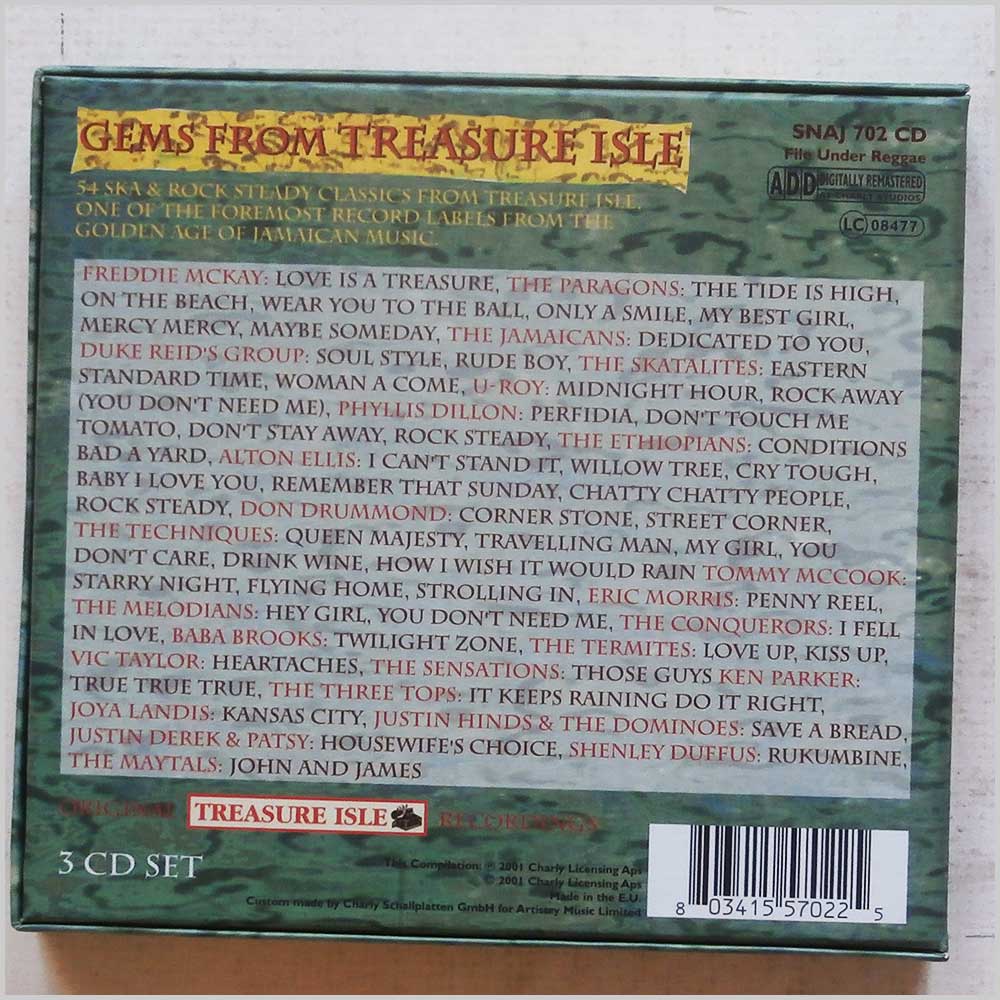 GEMS FROM TREASURE ISLE
SNAJ 702 CD
File Under Reggae
ADD DIGITALLY REMASTERED
AT CHARLY STUDIOS
LC 08477
54 SKA & ROCK STEADY CLASSICS FROM TREASURE ISLE,
ONE OF THE FOREMOST RECORD LABELS FROM THE
GOLDEN AGE OF JAMAICAN MUSIC.
FREDDIE MCKAY: LOVE IS A TREASURE, THE PARAGONS: THE TIDE IS HIGH,
ON THE BEACH, WEAR YOU TO THE BALL, ONLY A SMILE, MY BEST GIRL,
MERCY MERCY, MAYBE SOMEDAY, THE JAMAICANS: DEDICATED TO YOU,
DUKE REID'S GROUP: SOUL STYLE, RUDE BOY, THE SKATALITES: EASTERN
STANDARD TIME, WOMAN A COME, U-ROY: MIDNIGHT HOUR, ROCK AWAY
(YOU DON'T NEED ME), PHYLLIS DILLON: PERFIDIA, DON'T TOUCH ME
TOMATO, DON'T STAY AWAY, ROCK STEADY, THE ETHIOPIANS: CONDITIONS
BAD A YARD, ALTON ELLIS: I CAN'T STAND IT, WILLOW TREE, CRY TOUGH,
BABY I LOVE YOU, REMEMBER THAT SUNDAY, CHATTY CHATTY PEOPLE,
ROCK STEADY, DON DRUMMOND: CORNER STONE, STREET CORNER,
THE TECHNIQUES: QUEEN MAJESTY, TRAVELLING MAN, MY GIRL, YOU
DON'T CARE, DRINK WINE, HOW I WISH IT WOULD RAIN TOMMY MCCOOK:
STARRY NIGHT, FLYING HOME, STROLLING IN, ERIC MORRIS: PENNY REEL,
THE MELODIANS: HEY GIRL, YOU DON'T NEED ME, THE CONQUERORS: I FELL
IN LOVE, BABA BROOKS: TWILIGHT ZONE, THE TERMITES: LOVE UP, KISS UP,
VIC TAYLOR: HEARTACHES, THE SENSATIONS: THOSE GUYS KEN PARKER:
TRUE TRUE TRUE, THE THREE TOPS: IT KEEPS RAINING DO IT RIGHT,
JOYA LANDIS: KANSAS CITY, JUSTIN HINDS & THE DOMINOES: SAVE A BREAD,
JUSTIN DEREK & PATSY: HOUSEWIFE'S CHOICE, SHENLEY DUFFUS: RUKUMBINE,
THE MAYTALS: JOHN AND JAMES
ORIGINAL TREASURE ISLE RECORDINGS
3 CD SET
This Compilation: ℗ 2001 Charly Licensing Aps
© 2001 Charly Licensing Aps
Made in the E.U.
Custom made by Charly Schallplatten GmbH for Artistry Music Limited
8 03415 57022 5